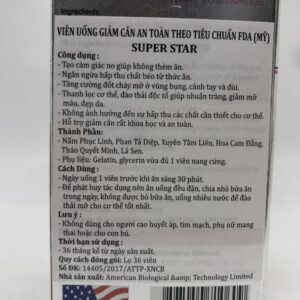 Ingredients:
VIÊN UỐNG GIẢM CÂN AN TOÀN THEO TIÊU CHUẨN FDA (MỸ)
SUPER STAR
Công dụng :
- Tạo cảm giác no giúp không thèm ăn.
- Ngăn ngừa hấp thu chất béo từ thức ăn.
- Tăng cường đốt cháy mỡ ở vùng bụng, cánh tay và đùi.
- Thanh lọc cơ thể, đào thải độc tố giúp nhuận tràng, giảm mỡ
máu, đẹp da.
- Không ảnh hưởng đến sự hấp thu các chất cần thiết cho cơ thể.
- Hỗ trợ giảm cân rất khoa học và an toàn.
Thành Phần:
- Nấm Phục Linh, Phan Tả Diệp, Xuyên Tâm Liên, Hoa Cam Đắng,
Thảo Quyết Minh, Lá Sen.
- Phụ liệu: Gelatin, glycerin vừa đủ 1 viên nang cứng.
Cách Dùng :
- Ngày uống 1 viên trước khi ăn sáng 30 phút.
- Để phát huy tác dụng nên ăn uống đều đặn, chia nhỏ bữa ăn
trong ngày, không được bỏ bữa ăn, uống nhiều nước để đào
thải mỡ cho cơ thể tốt nhất.
Lưu ý :
- Không dùng cho người cao huyết áp, tim mạch, phụ nữ mang
thai hoặc cho con bú.
Thời hạn sử dụng :
- 36 tháng kể từ ngày sản xuất.
Quy cách đóng gói: Lọ 36 viên
Số ĐK: 14405/2017/ATTP-XNCB
Nhà sản xuất: American Biological &amp; Technology Limited